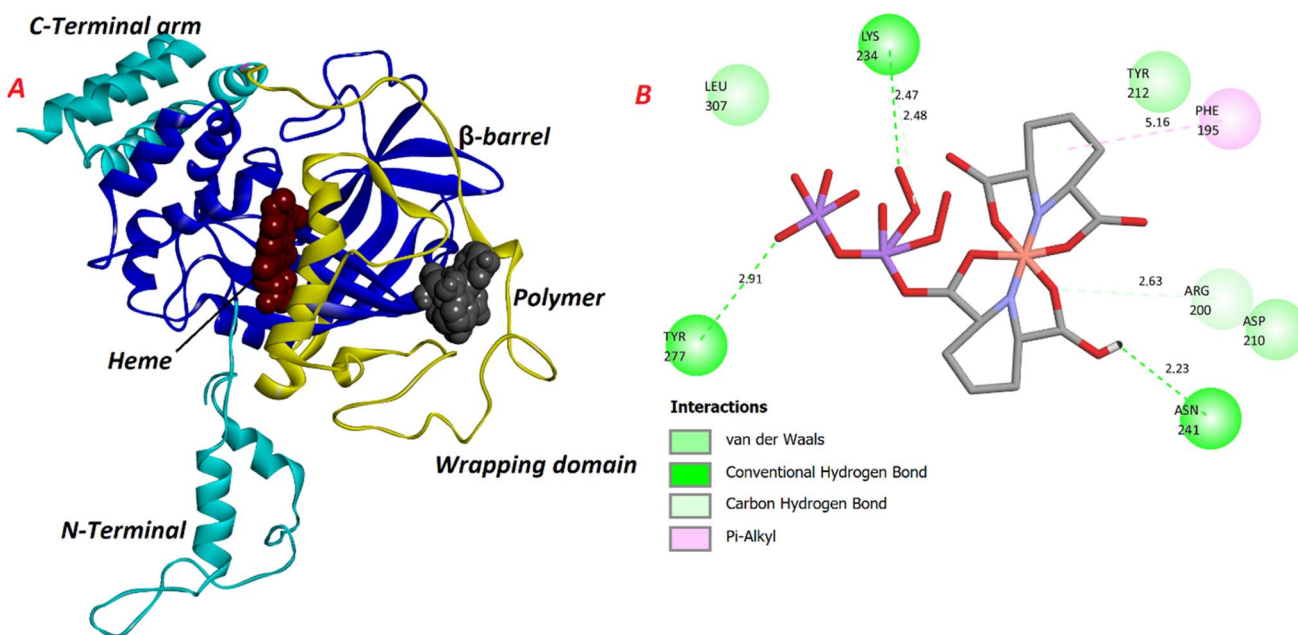 C-Terminal arm
A
β-barrel
Polymer
Heme
Wrapping domain
N-Terminal
B
LYS
234
LEU
307
2.47
2.48
TYR
212
PHE
195
5.16
2.91
TYR
277
2.63
ARG
200
ASP
210
2.23
ASN
241
Interactions
van der Waals
Conventional Hydrogen Bond
Carbon Hydrogen Bond
Pi-Alkyl